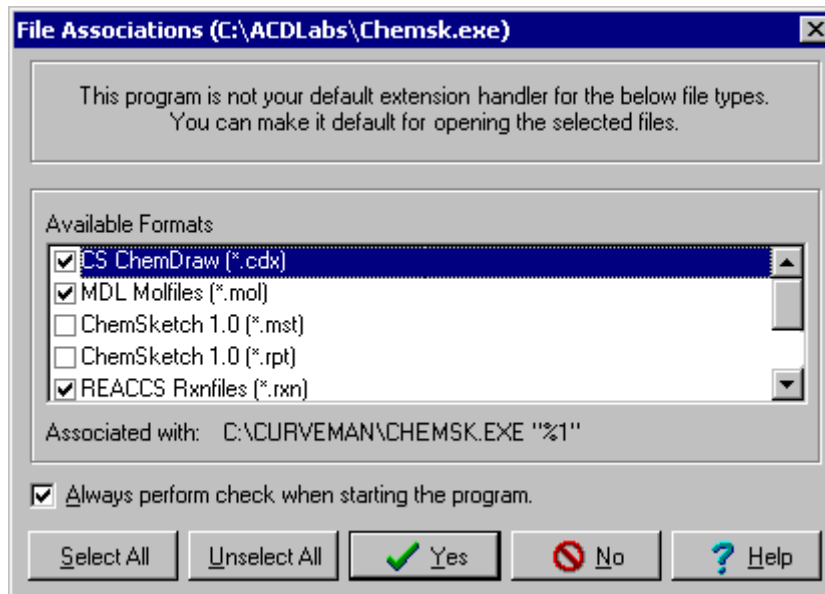 File Associations (C:\ACDLabs\Chemsk.exe)
This program is not your default extension handler for the below file types.
You can make it default for opening the selected files.
Available Formats
CS ChemDraw (*.cdx)
MDL Molfiles (*.mol)
ChemSketch 1.0 (*.mst)
ChemSketch 1.0 (*.rpt)
REACCS Rxnfiles (*.rxn)
Associated with: C:\CURVEMAN\CHEMSK.EXE "%1"
Always perform check when starting the program.
Select All Unselect All Yes No Help